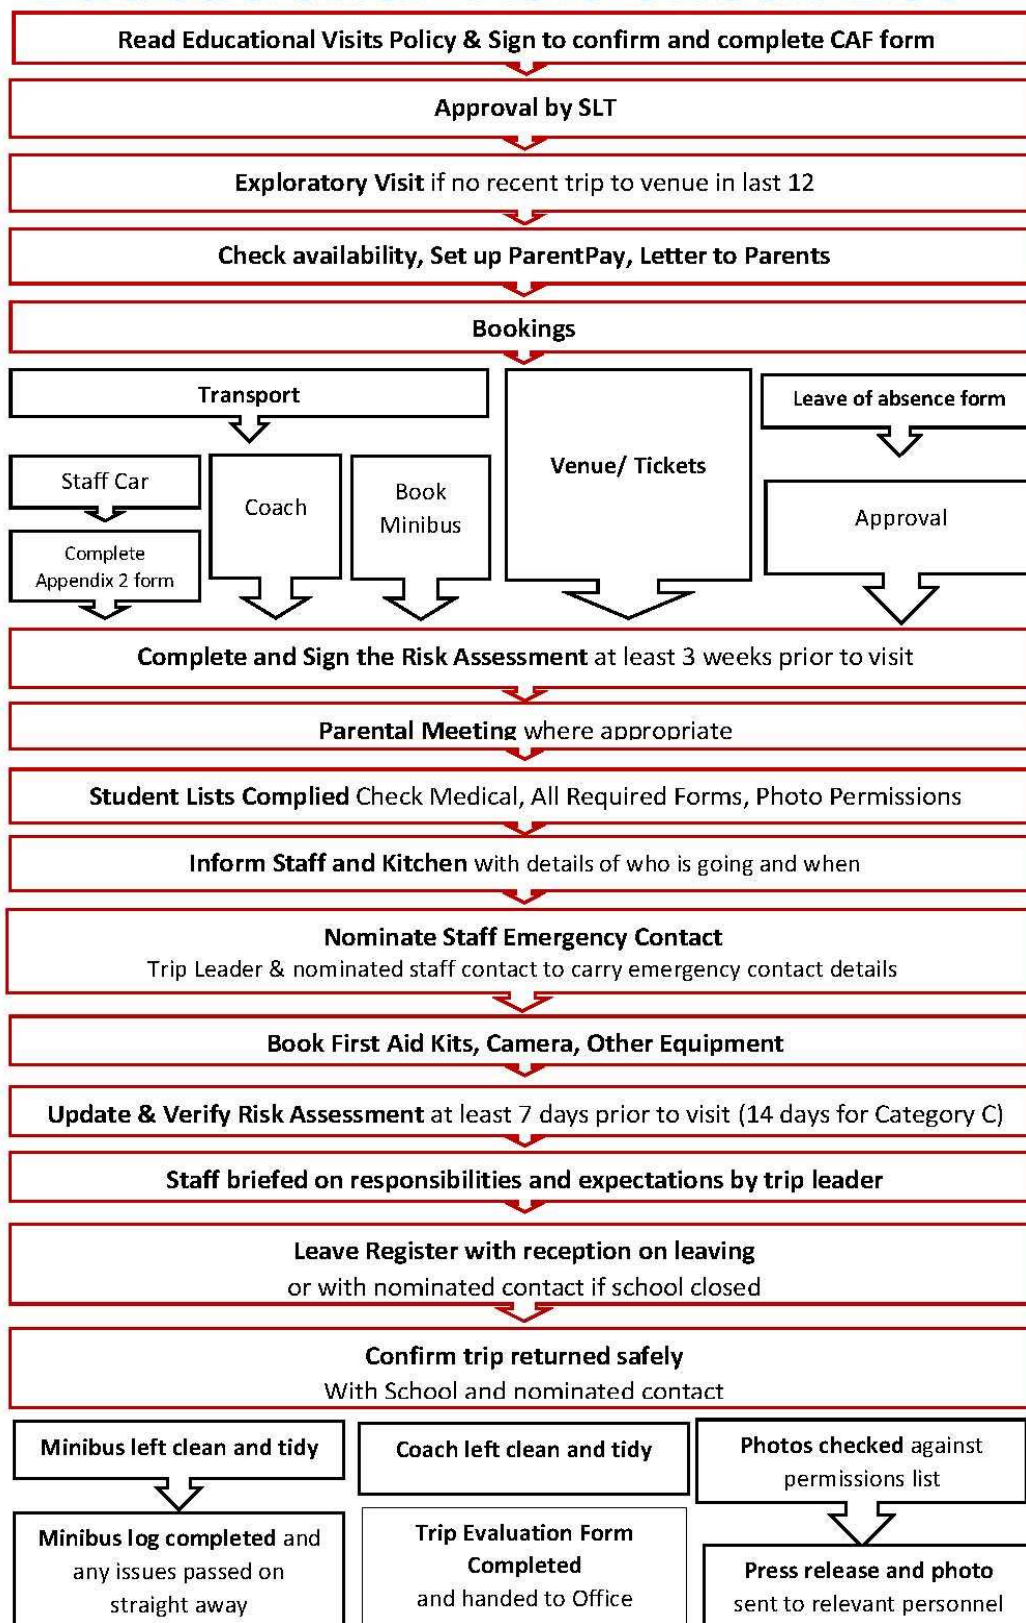 Read Educational Visits Policy & Sign to confirm and complete CAF form
Approval by SLT
Exploratory Visit if no recent trip to venue in last 12
Check availability, Set up ParentPay, Letter to Parents
Bookings
Transport
Staff Car
Complete
Appendix 2 form
Coach
Book
Minibus
Venue/ Tickets
Leave of absence form
Approval
Complete and Sign the Risk Assessment at least 3 weeks prior to visit
Parental Meeting where appropriate
Student Lists Complied Check Medical, All Required Forms, Photo Permissions
Inform Staff and Kitchen with details of who is going and when
Nominate Staff Emergency Contact
Trip Leader & nominated staff contact to carry emergency contact details
Book First Aid Kits, Camera, Other Equipment
Update & Verify Risk Assessment at least 7 days prior to visit (14 days for Category C)
Staff briefed on responsibilities and expectations by trip leader
Leave Register with reception on leaving
or with nominated contact if school closed
Confirm trip returned safely
With School and nominated contact
Minibus left clean and tidy
Minibus log completed and
any issues passed on
straight away
Coach left clean and tidy
Trip Evaluation Form
Completed
and handed to Office
Photos checked against
permissions list
Press release and photo
sent to relevant personnel